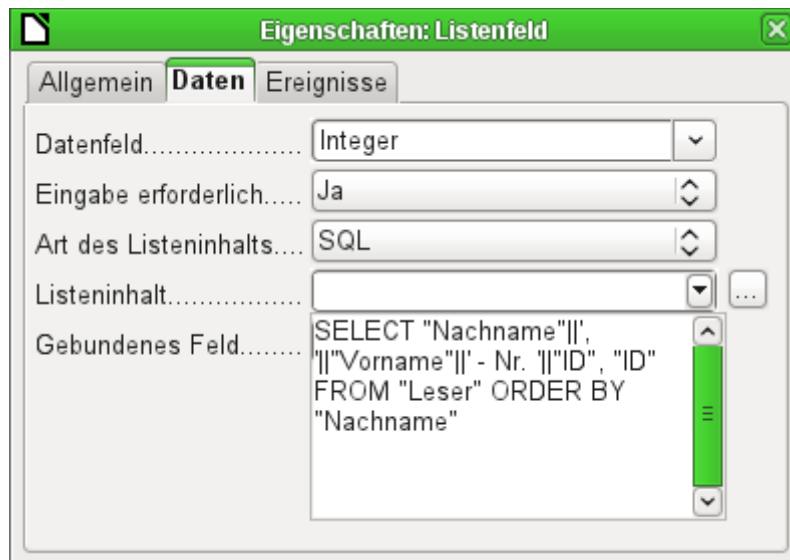 Eigenschaften: Listenfeld
Allgemein Daten Ereignisse
Datenfeld.................... Integer
Eingabe erforderlich..... Ja
Art des Listeninhalts.... SQL
Listeninhalt................. ...
Gebundenes Feld........
SELECT "Nachname"||',
'||"Vorname"||' - Nr. '||"ID", "ID"
FROM "Leser" ORDER BY
"Nachname"